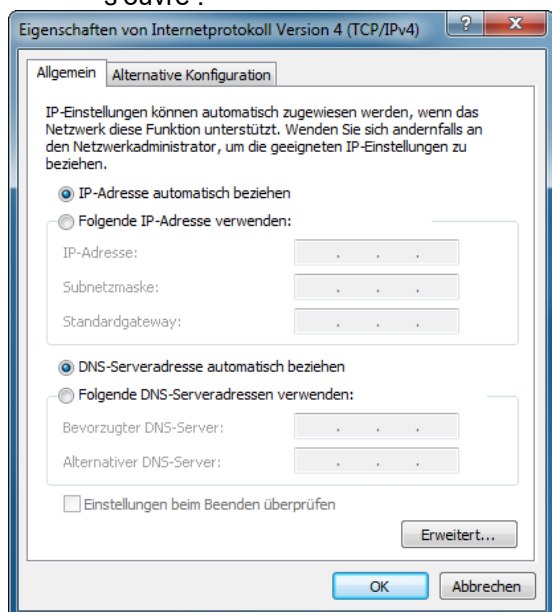 s'ouvre :
Eigenschaften von Internetprotokoll Version 4 (TCP/IPv4)
Allgemein Alternative Konfiguration
IP-Einstellungen können automatisch zugewiesen werden, wenn das
Netzwerk diese Funktion unterstützt. Wenden Sie sich andernfalls an
den Netzwerkadministrator, um die geeigneten IP-Einstellungen zu
beziehen.
IP-Adresse automatisch beziehen
Folgende IP-Adresse verwenden:
IP-Adresse: . . .
Subnetzmaske: . . .
Standardgateway: . . .
DNS-Serveradresse automatisch beziehen
Folgende DNS-Serveradressen verwenden:
Bevorzugter DNS-Server: . . .
Alternativer DNS-Server: . . .
Einstellungen beim Beenden überprüfen
Erweitert...
OK Abbrechen